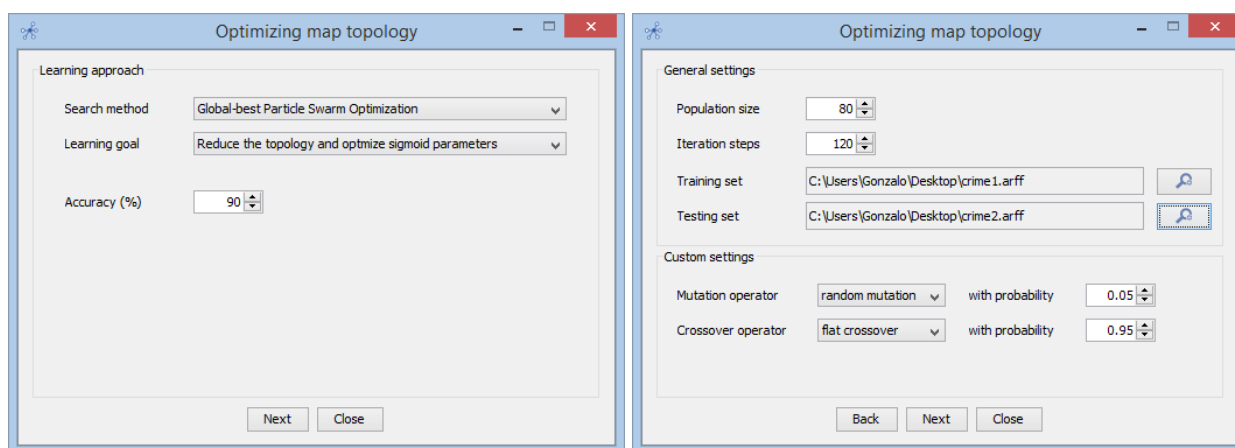 Optimizing map topology
Learning approach
Search method Global-best Particle Swarm Optimization
Learning goal Reduce the topology and optmize sigmoid parameters
Accuracy (%) 90
Next Close
Optimizing map topology
General settings
Population size 80
Iteration steps 120
Training set C:\Users\Gonzalo\Desktop\crime1.arff
Testing set C:\Users\Gonzalo\Desktop\crime2.arff
Custom settings
Mutation operator random mutation with probability 0.05
Crossover operator flat crossover with probability 0.95
Back Next Close